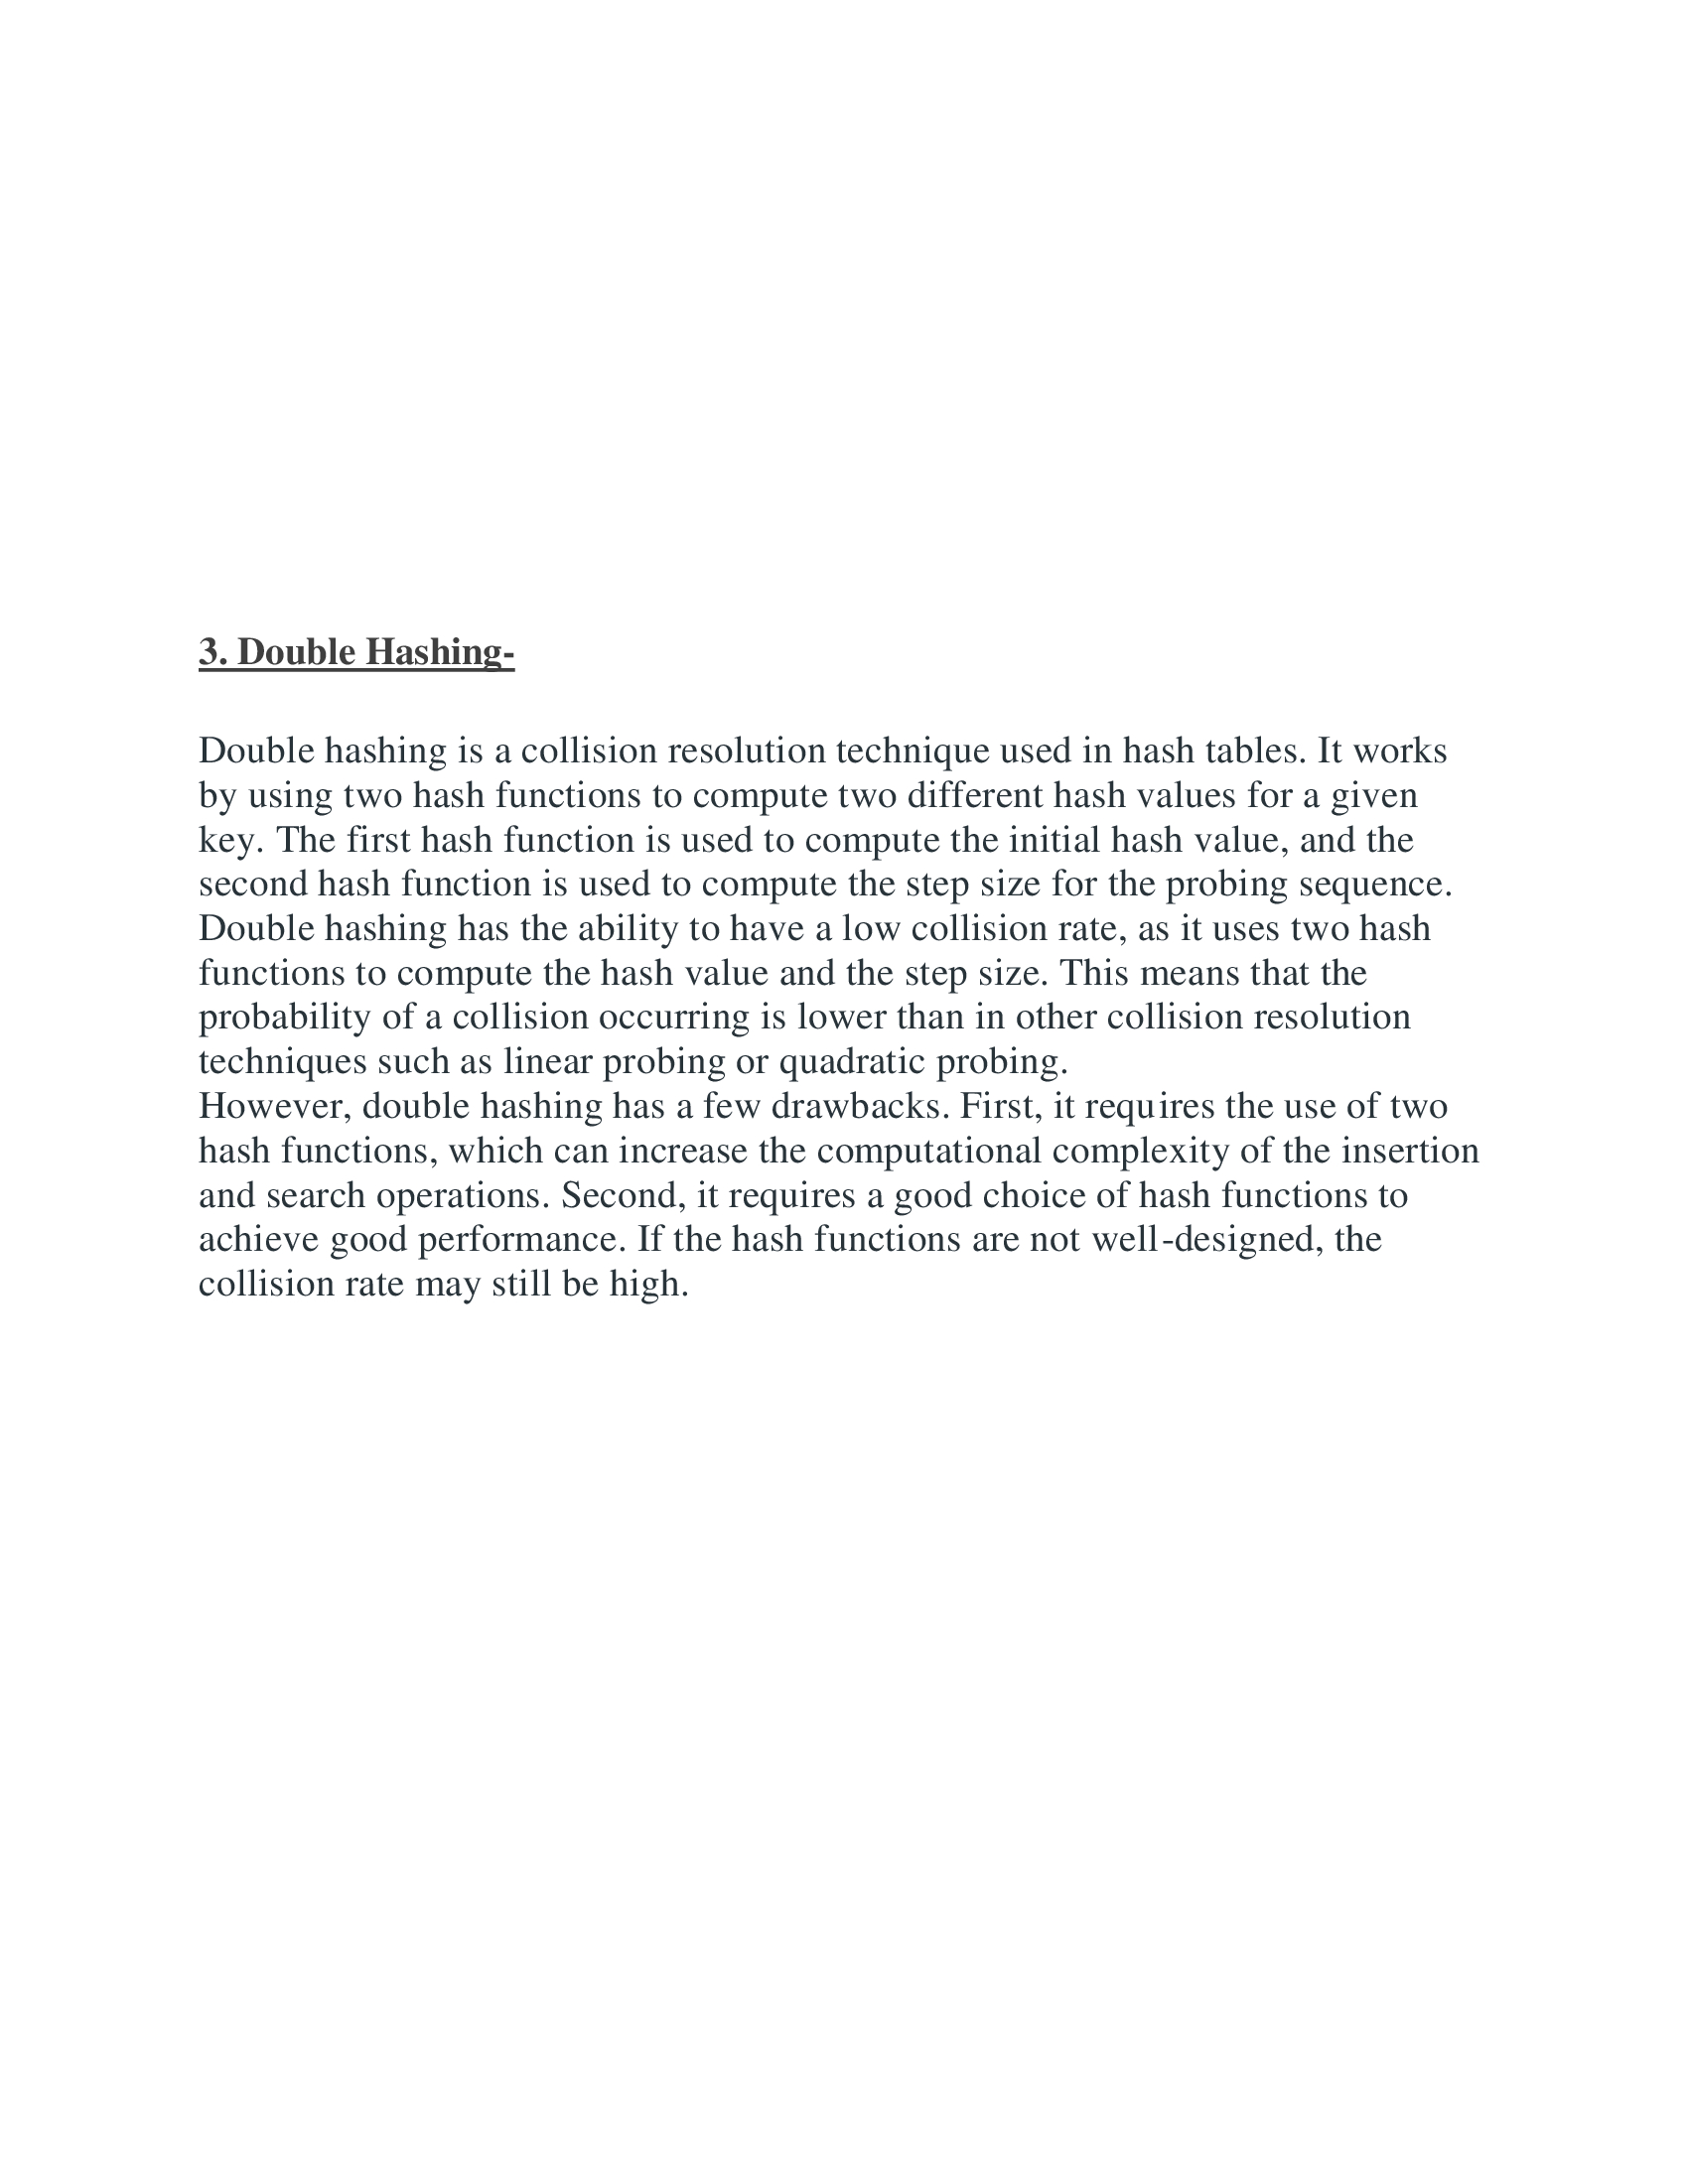 3. Double Hashing-
Double hashing is a collision resolution technique used in hash tables. It works
by using two hash functions to compute two different hash values for a given
key. The first hash function is used to compute the initial hash value, and the
second hash function is used to compute the step size for the probing sequence.
Double hashing has the ability to have a low collision rate, as it uses two hash
functions to compute the hash value and the step size. This means that the
probability of a collision occurring is lower than in other collision resolution
techniques such as linear probing or quadratic probing.
However, double hashing has a few drawbacks. First, it requires the use of two
hash functions, which can increase the computational complexity of the insertion
and search operations. Second, it requires a good choice of hash functions to
achieve good performance. If the hash functions are not well-designed, the
collision rate may still be high.